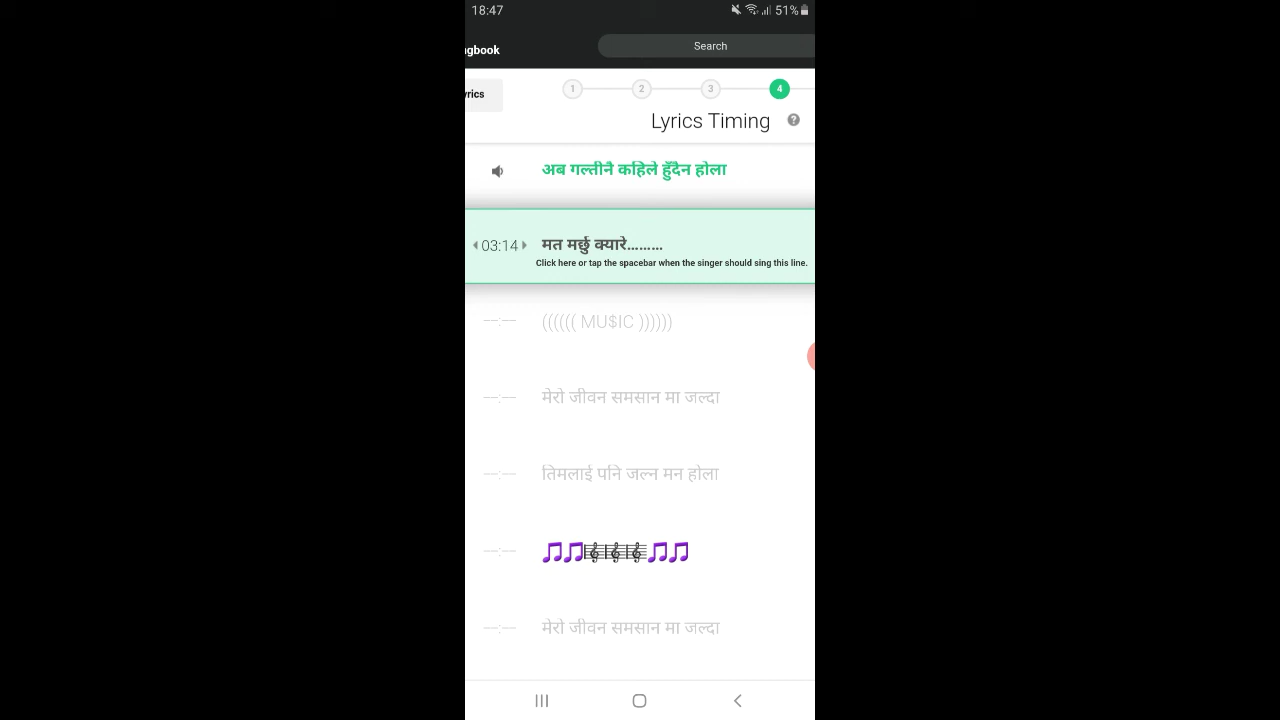 18:47
51%
gbook
Search
rics
1
2
3
4
Lyrics Timing
?
अब गल्तीनै कहिले हुँदैन होला
03:14
मत मर्छु क्यारे.........
Click here or tap the spacebar when the singer should sing this line.
--:--
(((((( MU$IC ))))))
--:--
मेरो जीवन समसान मा जल्दा
--:--
तिमलाई पनि जल्न मन होला
--:--
🎵🎵🎼🎼🎼🎵🎵
--:--
मेरो जीवन समसान मा जल्दा